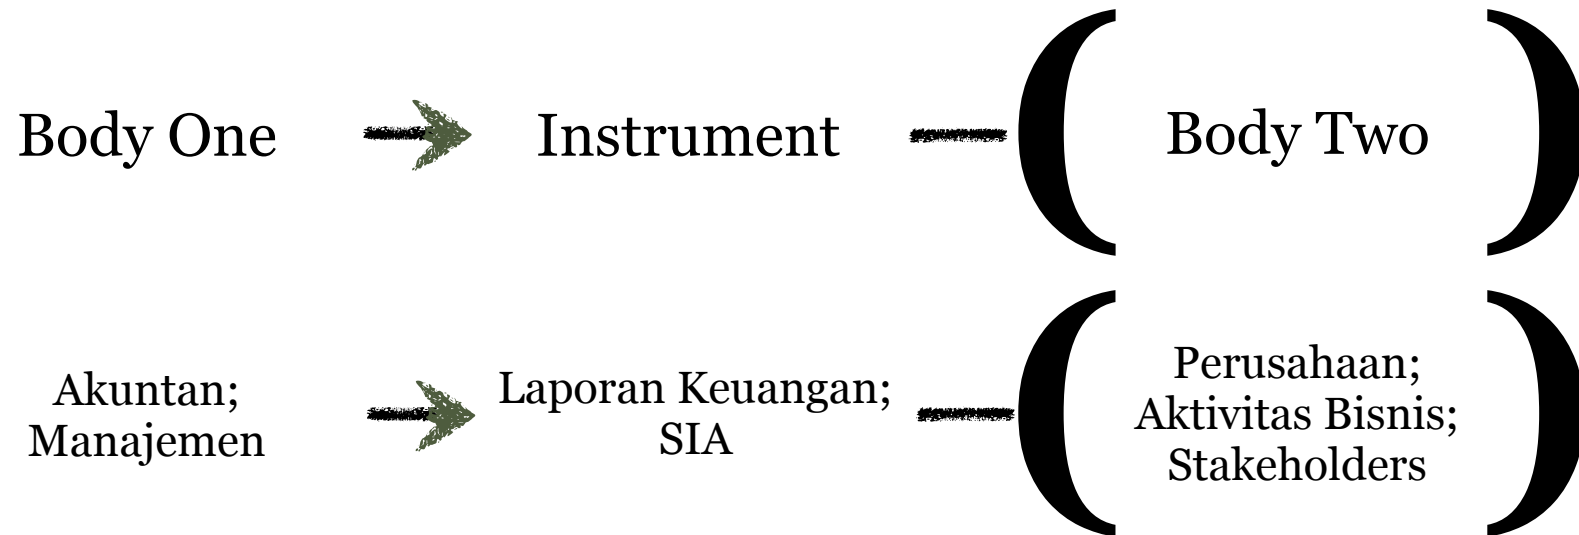 Body One
Instrument
Body Two
Akuntan;
Manajemen
Laporan Keuangan;
SIA
Perusahaan;
Aktivitas Bisnis;
Stakeholders